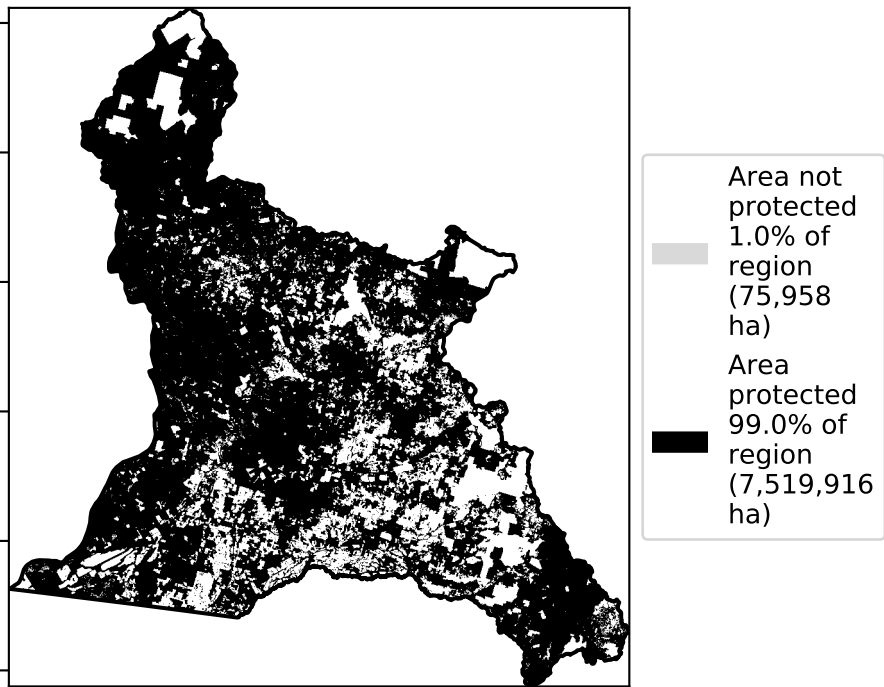 Area not
protected
1.0% of
region
(75,958
ha)
Area
protected
99.0% of
region
(7,519,916
ha)